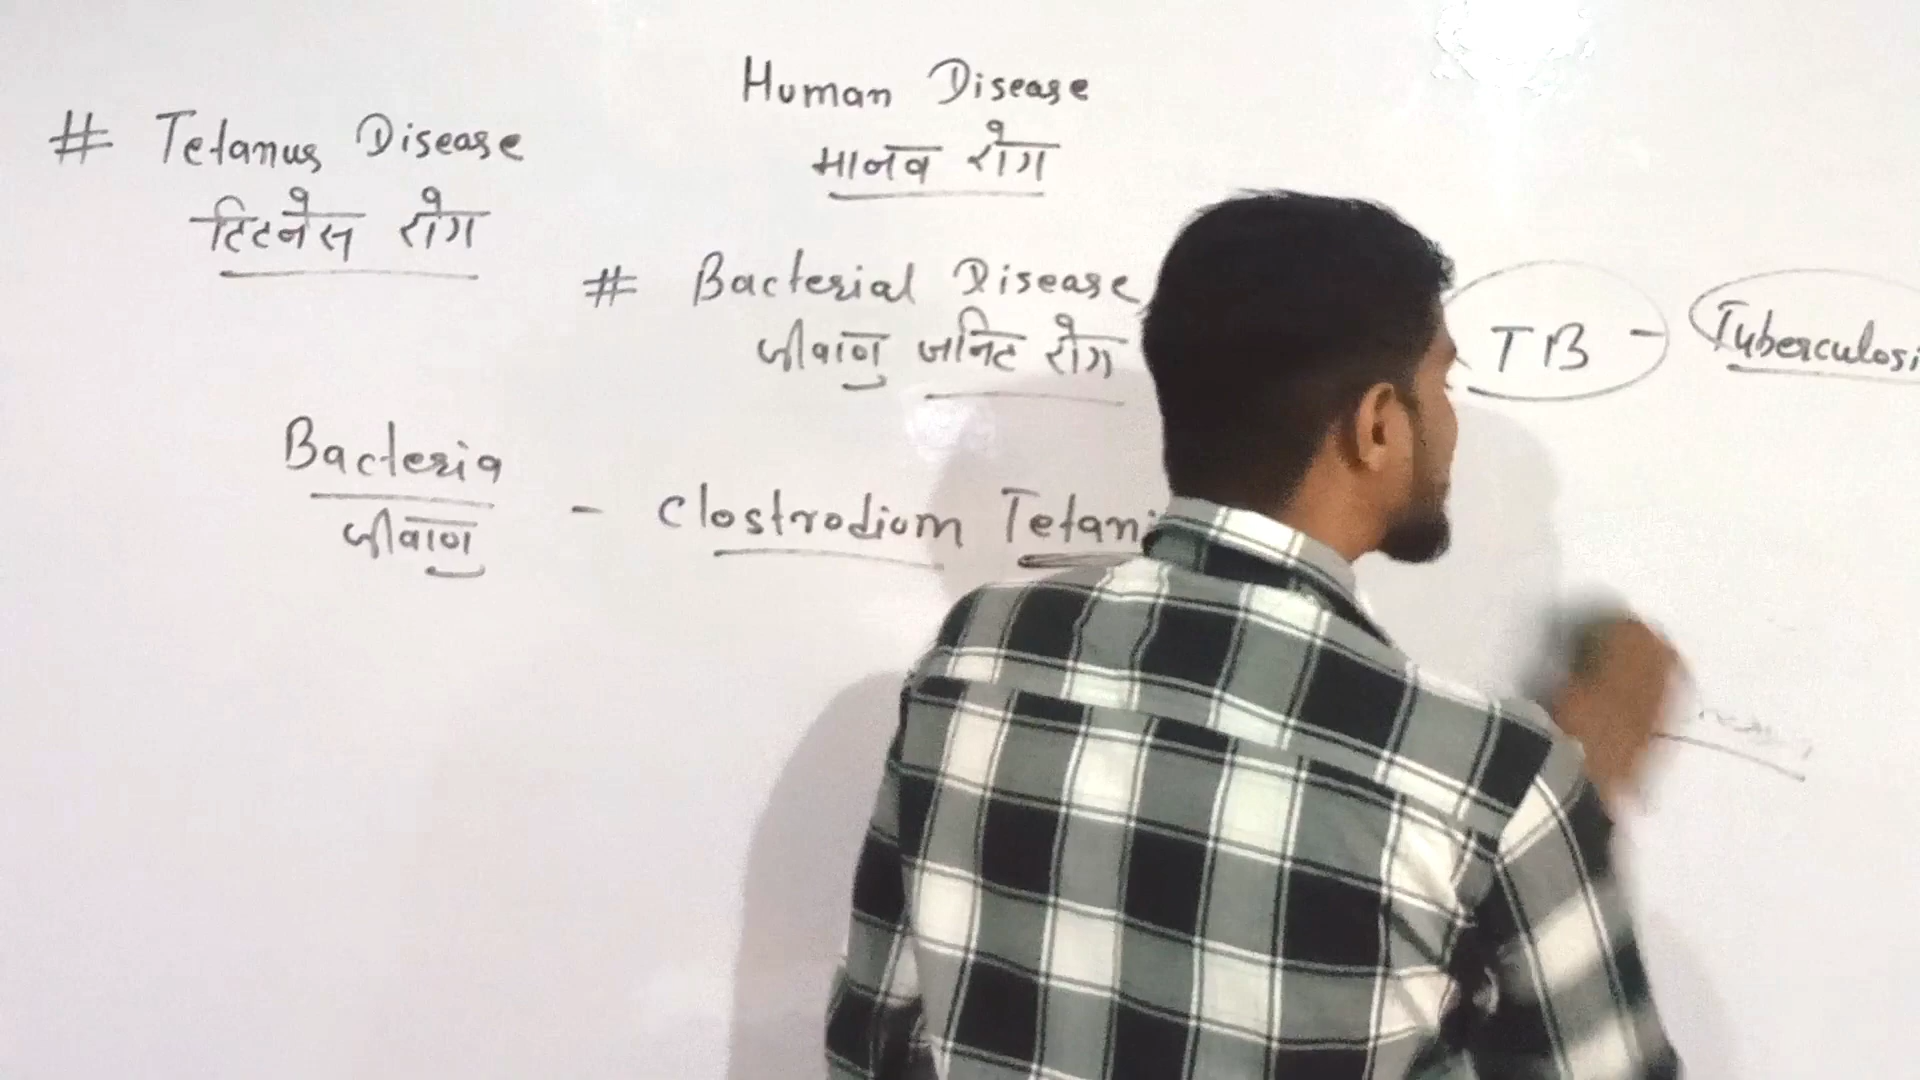 Human Disease
मानव रोग
# Tetanus Disease
टिटनेस रोग
# Bacterial Disease
जीवाणु जनित रोग
TB - Tuberculosi
Bacteria
जीवाणु
- Clostrodium Tetani